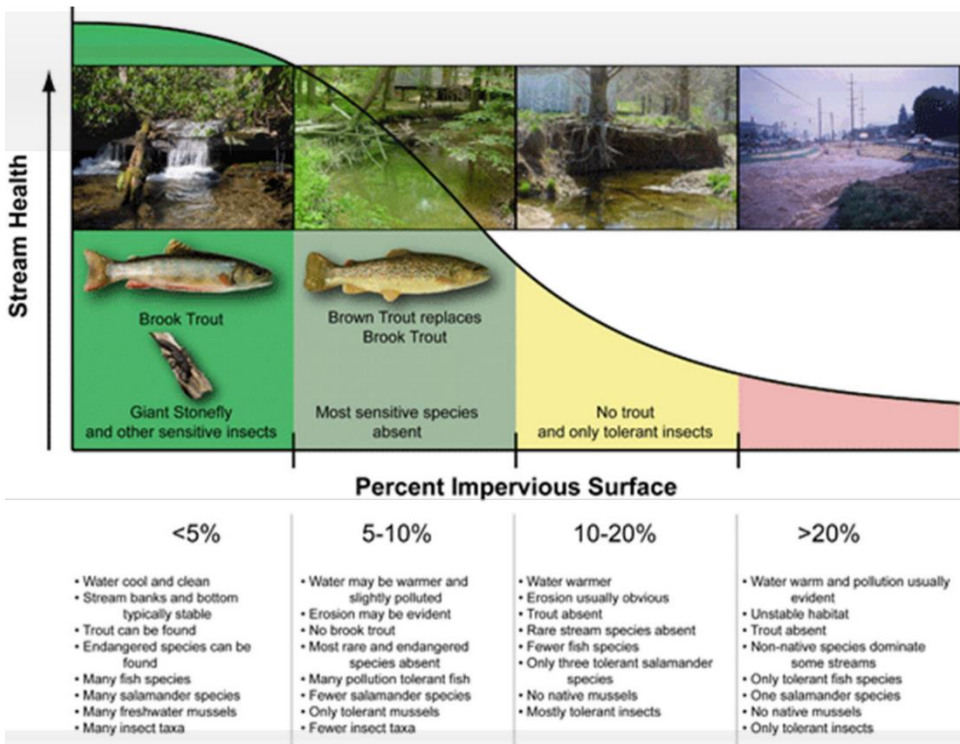 Stream Health
Brook Trout
Giant Stonefly
and other sensitive insects
Brown Trout replaces
Brook Trout
Most sensitive species
absent
No trout
and only tolerant insects
Percent Impervious Surface
<5%
• Water cool and clean
• Stream banks and bottom
typically stable
• Trout can be found
• Endangered species can be
found
• Many fish species
• Many salamander species
• Many freshwater mussels
• Many insect taxa
5-10%
• Water may be warmer and
slightly polluted
• Erosion may be evident
• No brook trout
• Most rare and endangered
species absent
• Many pollution tolerant fish
• Fewer salamander species
• Only tolerant mussels
• Fewer insect taxa
10-20%
• Water warmer
• Erosion usually obvious
• Trout absent
• Rare stream species absent
• Fewer fish species
• Only three tolerant salamander
species
• No native mussels
• Mostly tolerant insects
>20%
• Water warm and pollution usually
evident
• Unstable habitat
• Trout absent
• Non-native species dominate
some streams
• Only tolerant fish species
• One salamander species
• No native mussels
• Only tolerant insects